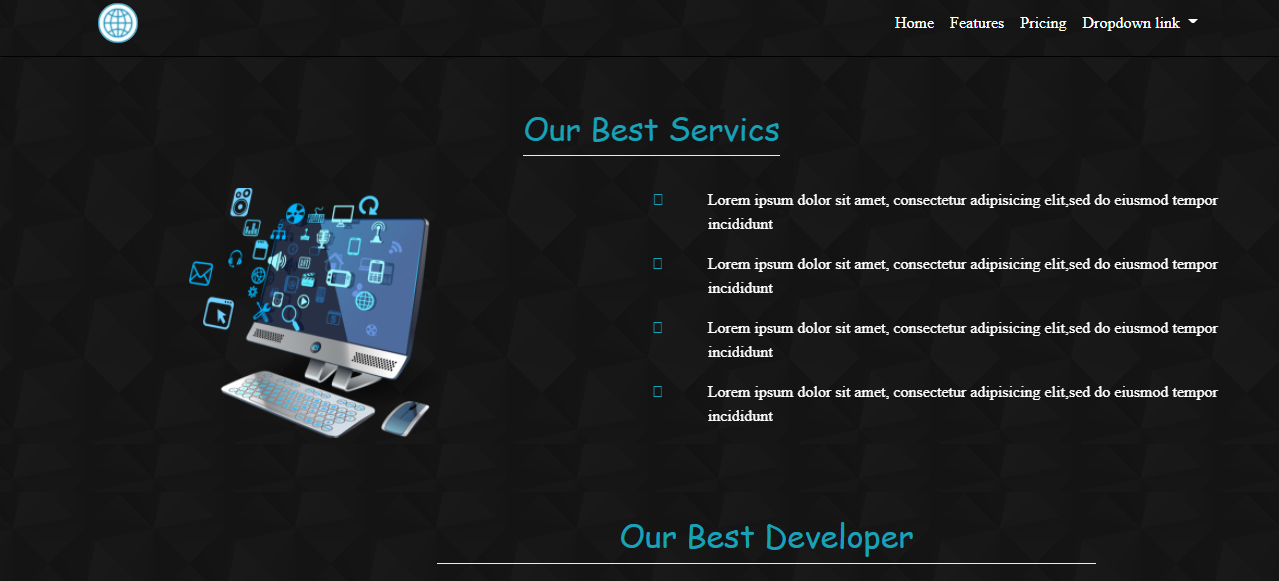 Home Features Pricing Dropdown link
Our Best Servics
Lorem ipsum dolor sit amet, consectetur adipisicing elit,sed do eiusmod tempor
incididunt
Lorem ipsum dolor sit amet, consectetur adipisicing elit,sed do eiusmod tempor
incididunt
Lorem ipsum dolor sit amet, consectetur adipisicing elit,sed do eiusmod tempor
incididunt
Lorem ipsum dolor sit amet, consectetur adipisicing elit,sed do eiusmod tempor
incididunt
Our Best Developer